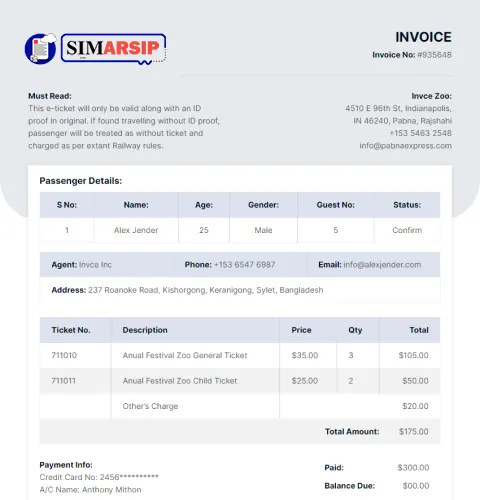 SIMARSIP
INVOICE
Invoice No: #935648
Must Read:
This e-ticket will only be valid along with an ID
proof in original. if found travelling without ID proof,
passenger will be treated as without ticket and
charged as per extant Railway rules.
Invce Zoo:
4510 E 96th St, Indianapolis,
IN 46240, Pabna, Rajshahi
+153 5463 2548
info@pabnaexpress.com
Passenger Details:
S No: Name: Age: Gender: Guest No: Status:
1 Alex Jender 25 Male 5 Confirm
Agent: Invce Inc Phone: +153 6547 6987 Email: info@alexjender.com
Address: 237 Roanoke Road, Kishorgong, Keranigong, Sylet, Bangladesh
Ticket No. Description Price Qty Total
711010 Anual Festival Zoo General Ticket $35.00 3 $105.00
711011 Anual Festival Zoo Child Ticket $25.00 2 $50.00
Other's Charge $20.00
Total Amount: $175.00
Payment Info:
Credit Card No: 2456**********
A/C Name: Anthony Mithon
Paid: $300.00
Balance Due: $00.00